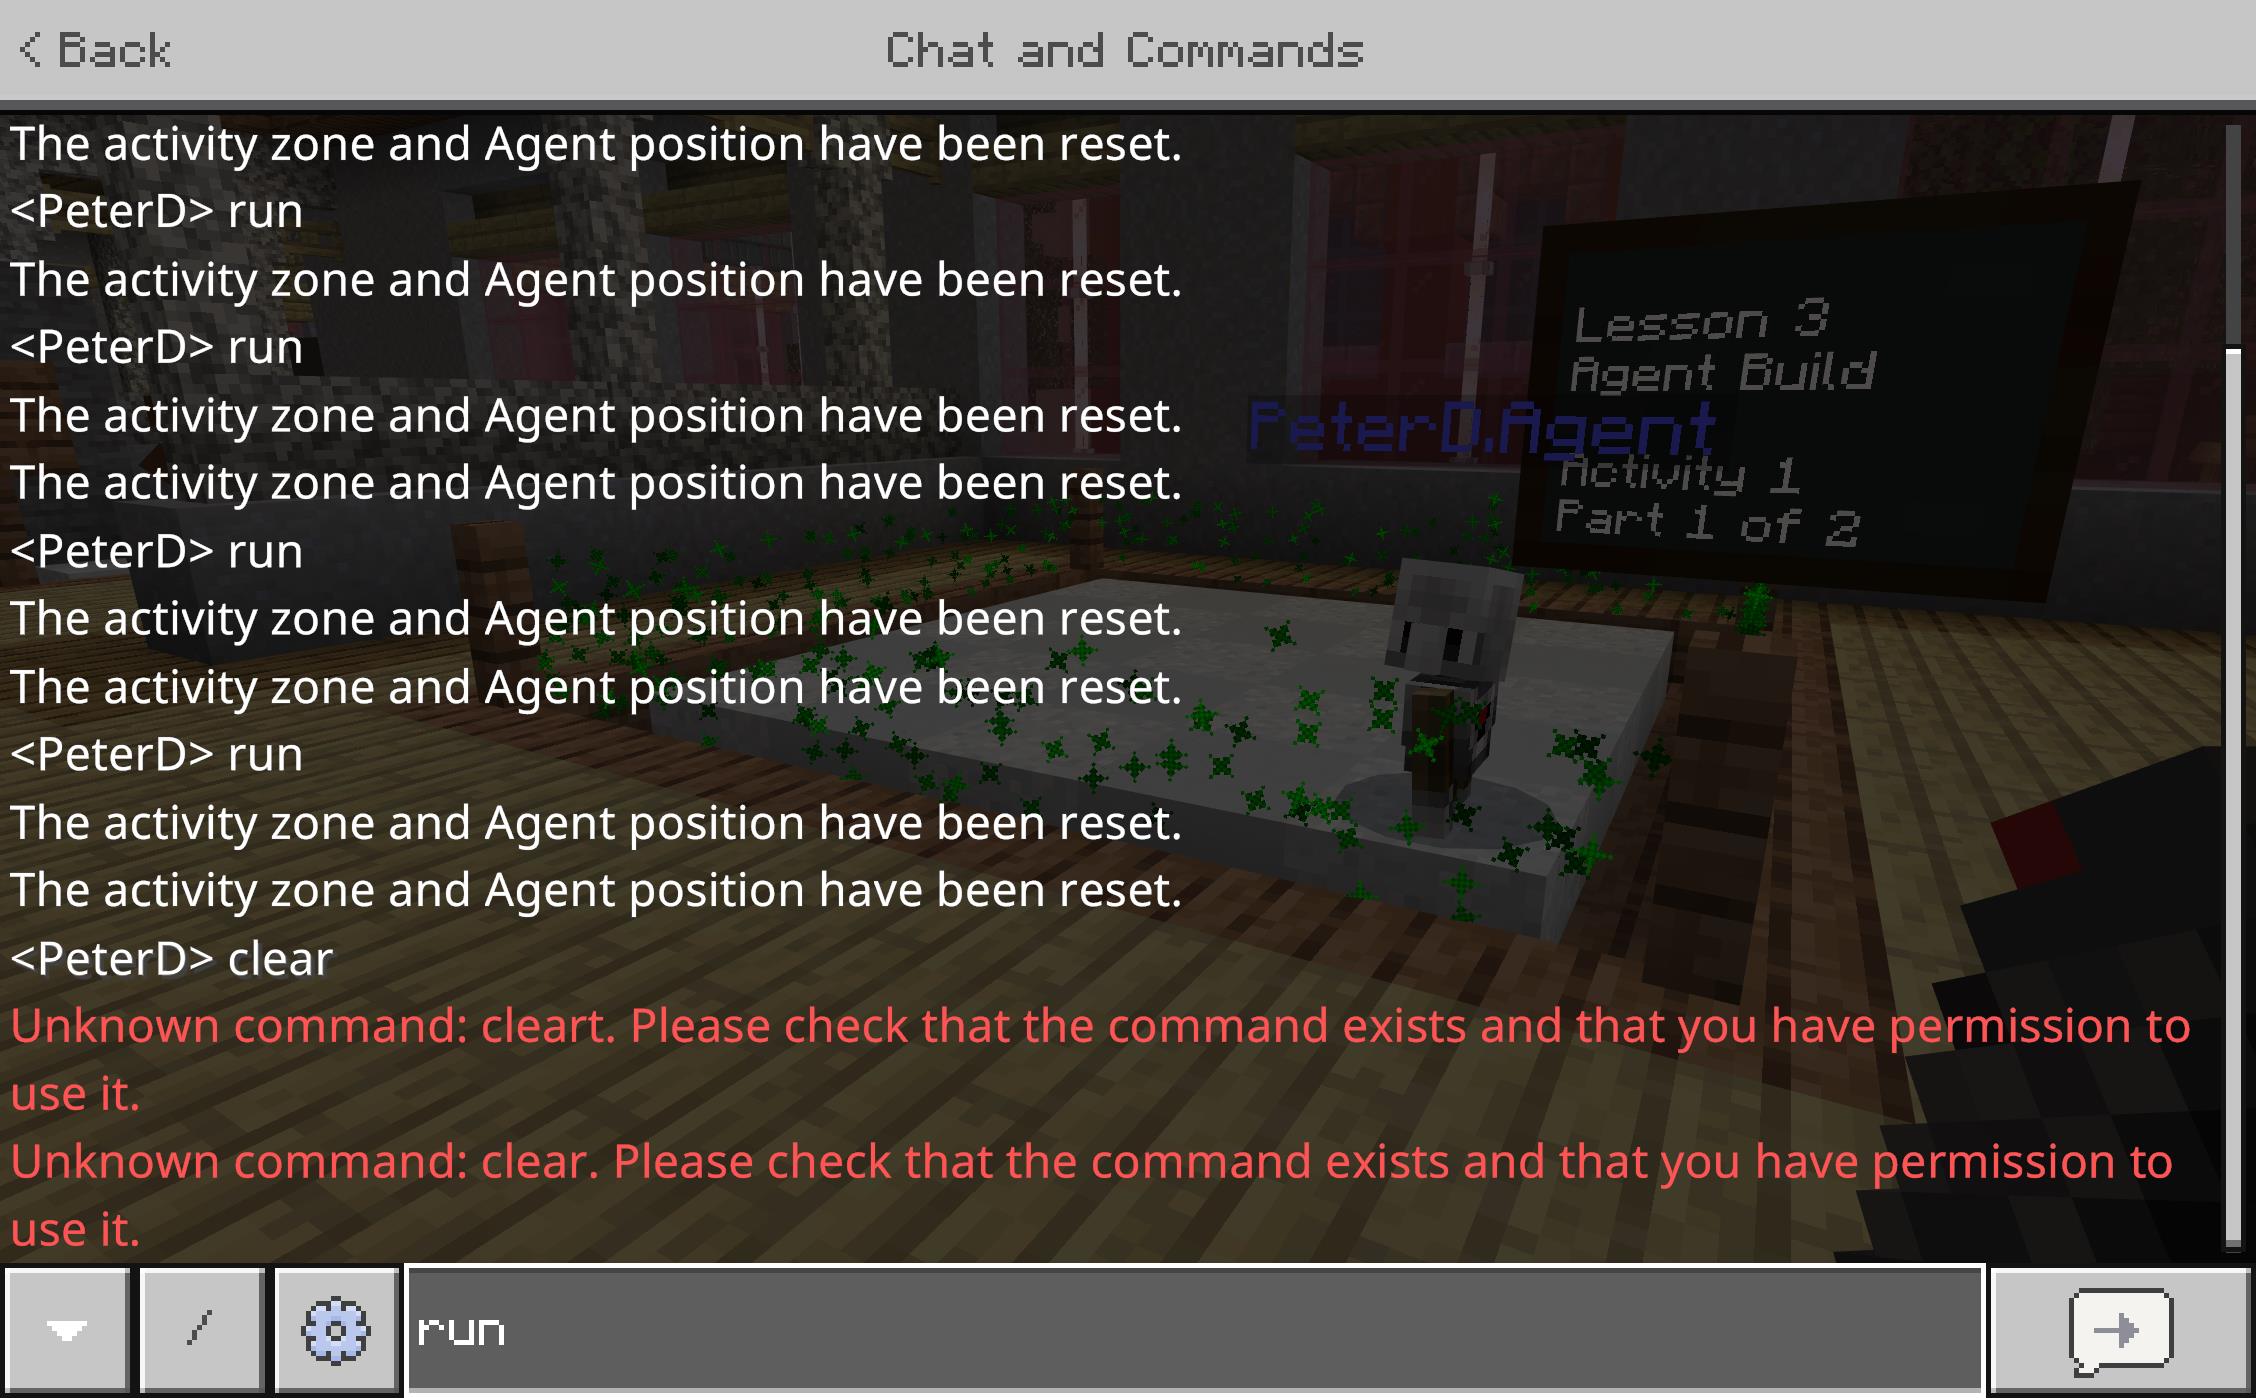 < Back
Chat and Commands
The activity zone and Agent position have been reset.
<PeterD> run
The activity zone and Agent position have been reset.
<PeterD> run
The activity zone and Agent position have been reset.
The activity zone and Agent position have been reset.
<PeterD> run
The activity zone and Agent position have been reset.
The activity zone and Agent position have been reset.
<PeterD> run
The activity zone and Agent position have been reset.
The activity zone and Agent position have been reset.
<PeterD> clear
Unknown command: cleart. Please check that the command exists and that you have permission to
use it.
Unknown command: clear. Please check that the command exists and that you have permission to
use it.
Lesson 3
Agent Build
PeterD.Agent
Activity 1
Part 1 of 2
/
run